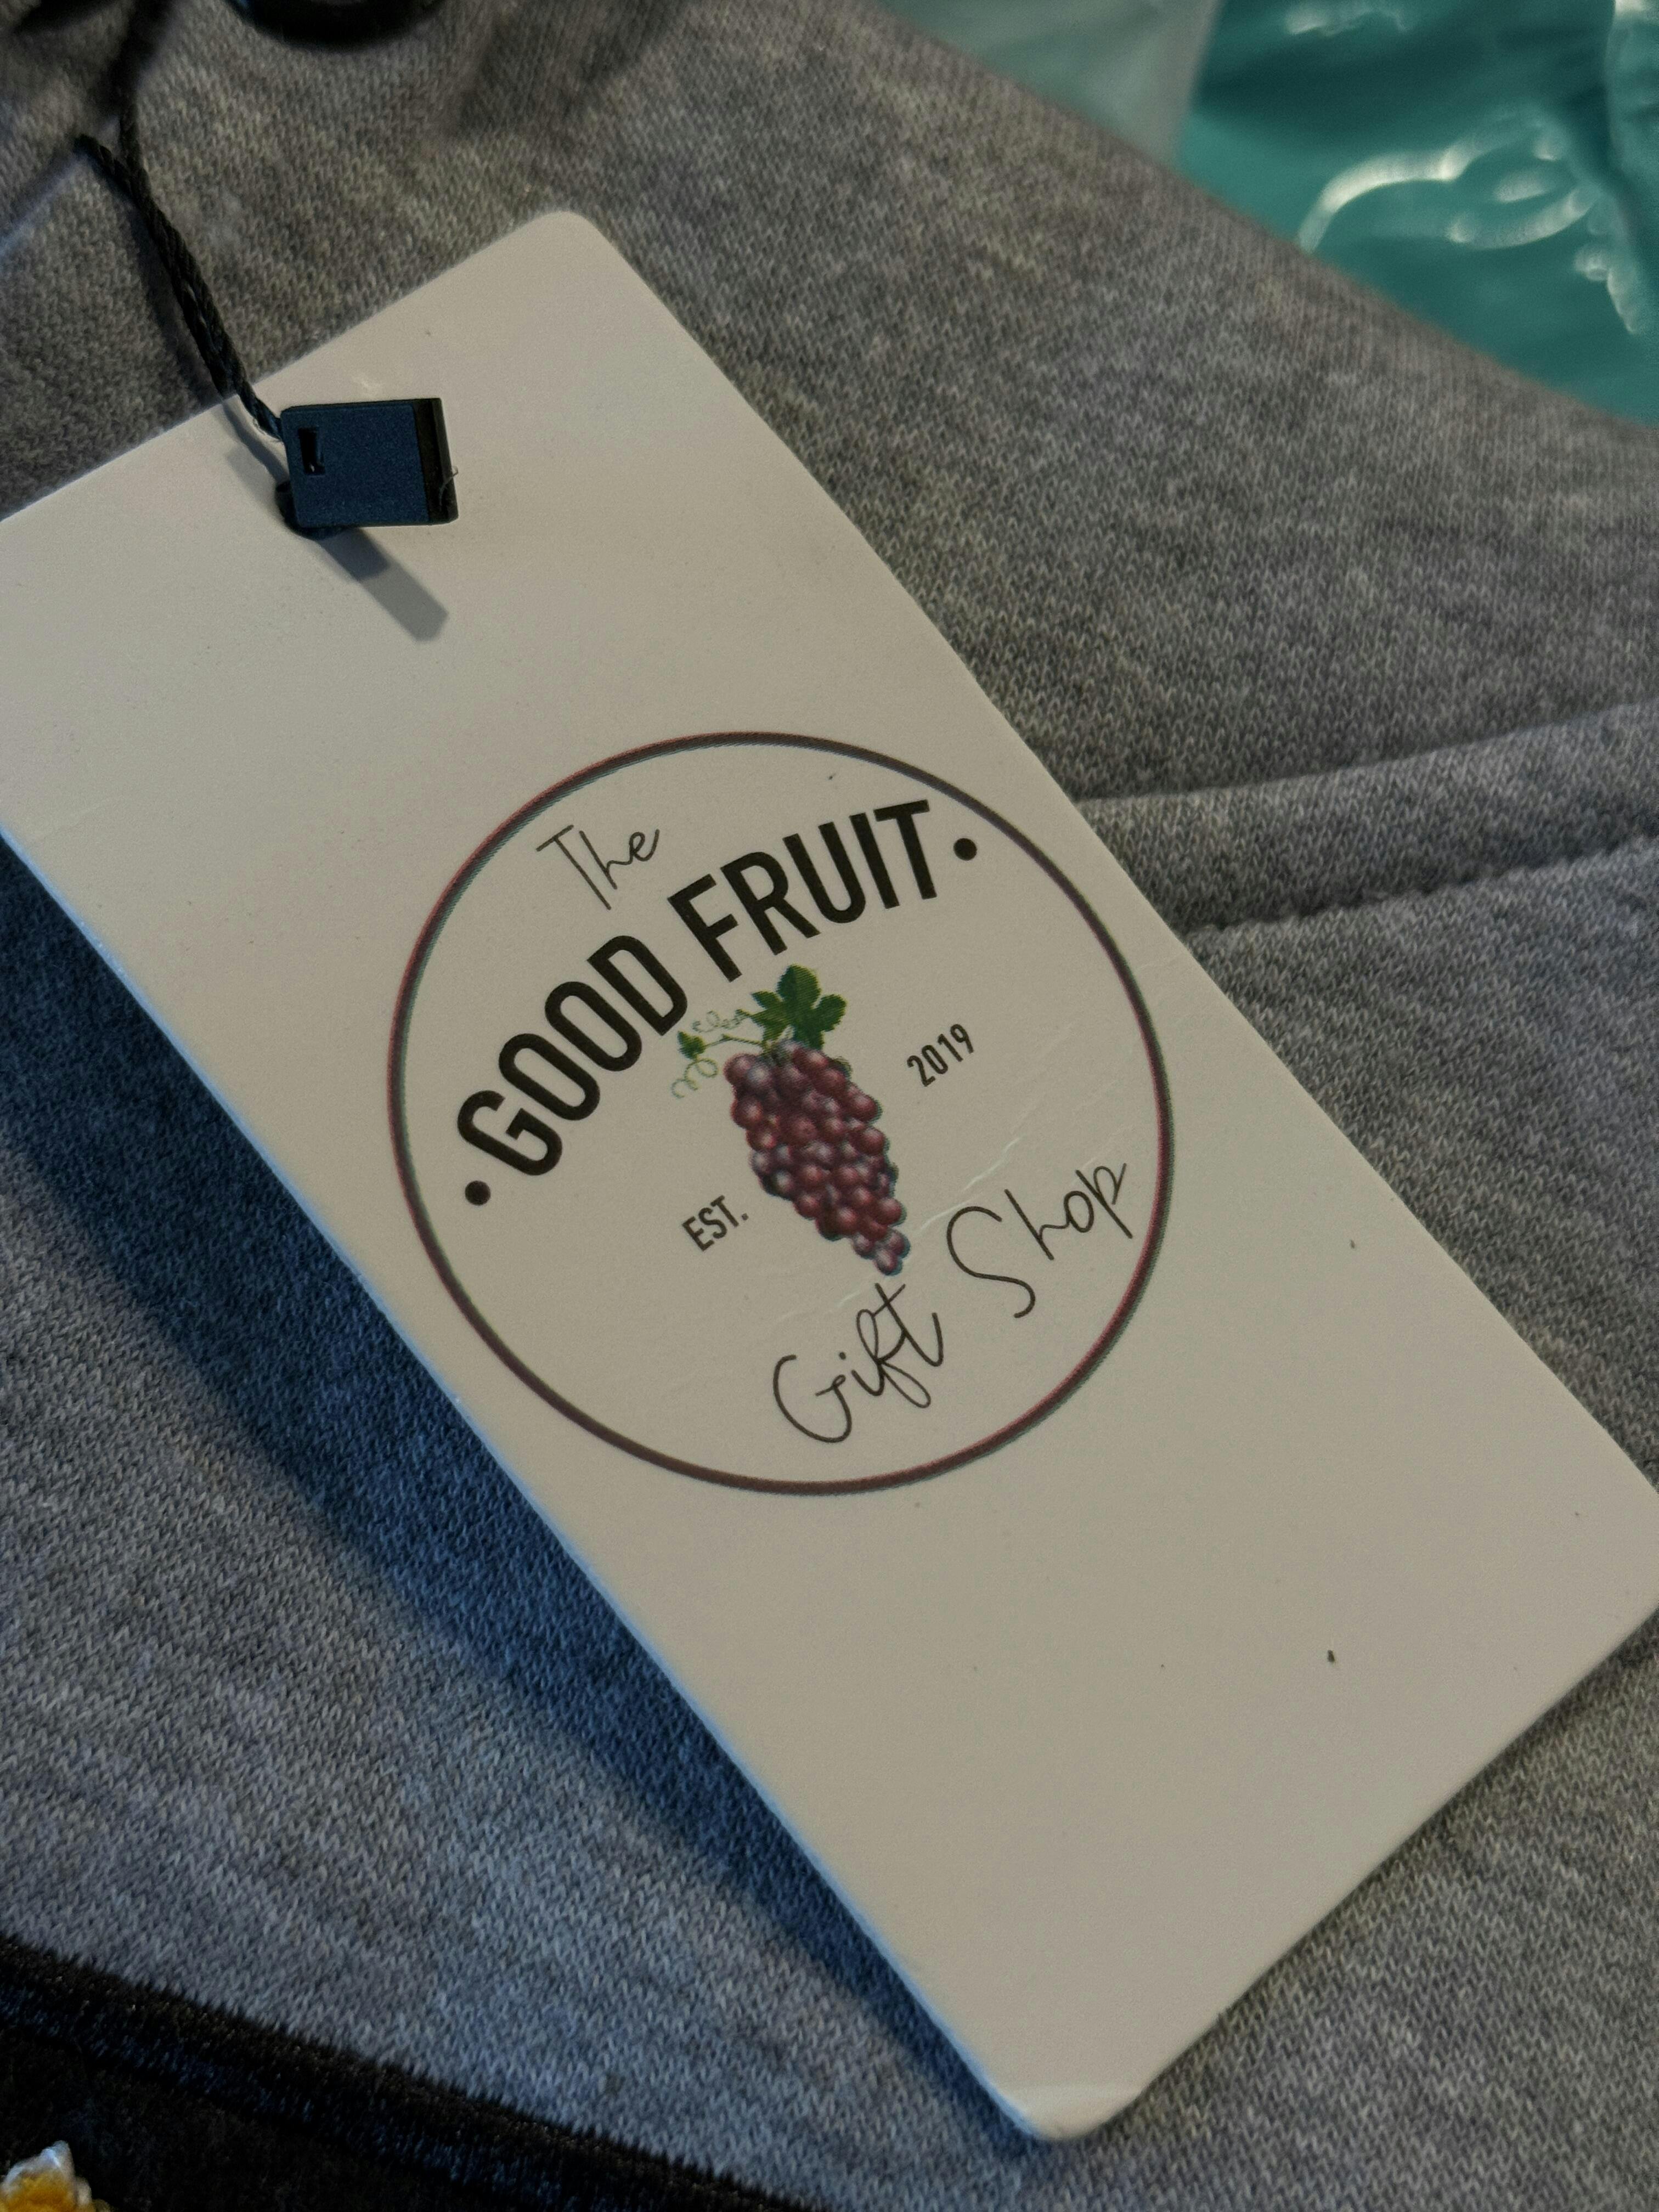 The
GOOD FRUIT
EST. 2019
Gift Shop